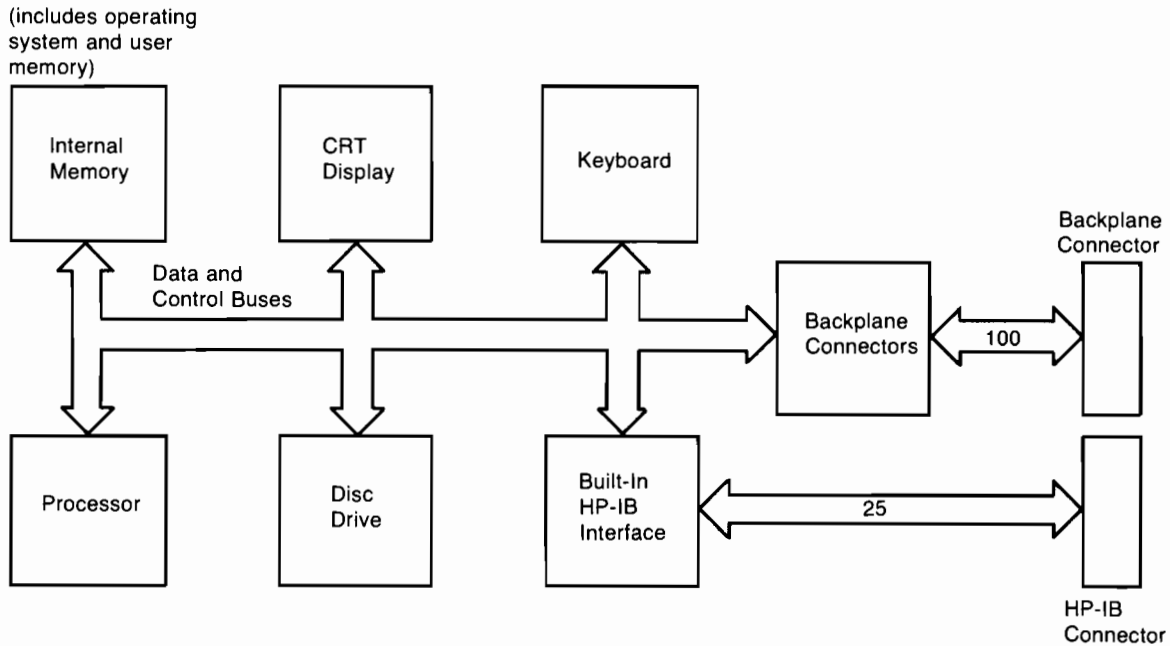 (includes operating
system and user
memory)
Internal
Memory
CRT
Display
Keyboard
Backplane
Connector
Data and
Control Buses
Backplane
Connectors
100
Processor
Disc
Drive
Built-In
HP-IB
Interface
25
HP-IB
Connector